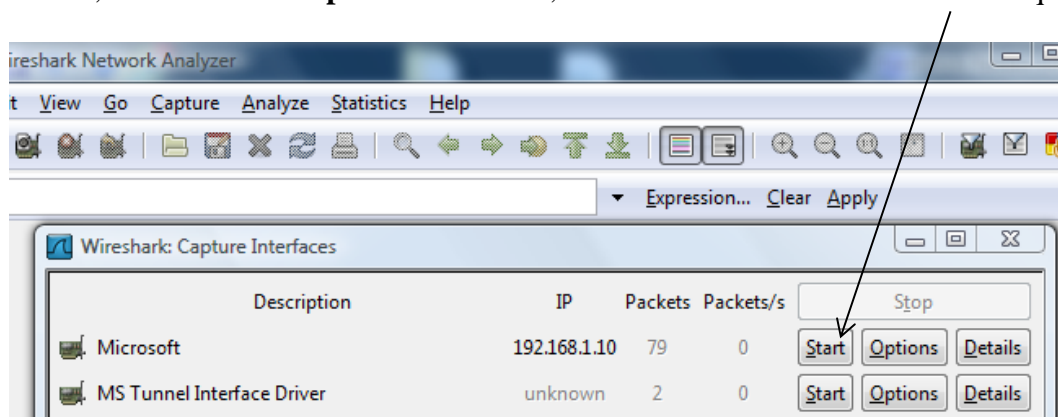 ireshark Network Analyzer
t View Go Capture Analyze Statistics Help
Expression... Clear Apply
Wireshark: Capture Interfaces
Description IP Packets Packets/s Stop
Microsoft 192.168.1.10 79 0 Start Options Details
MS Tunnel Interface Driver unknown 2 0 Start Options Details